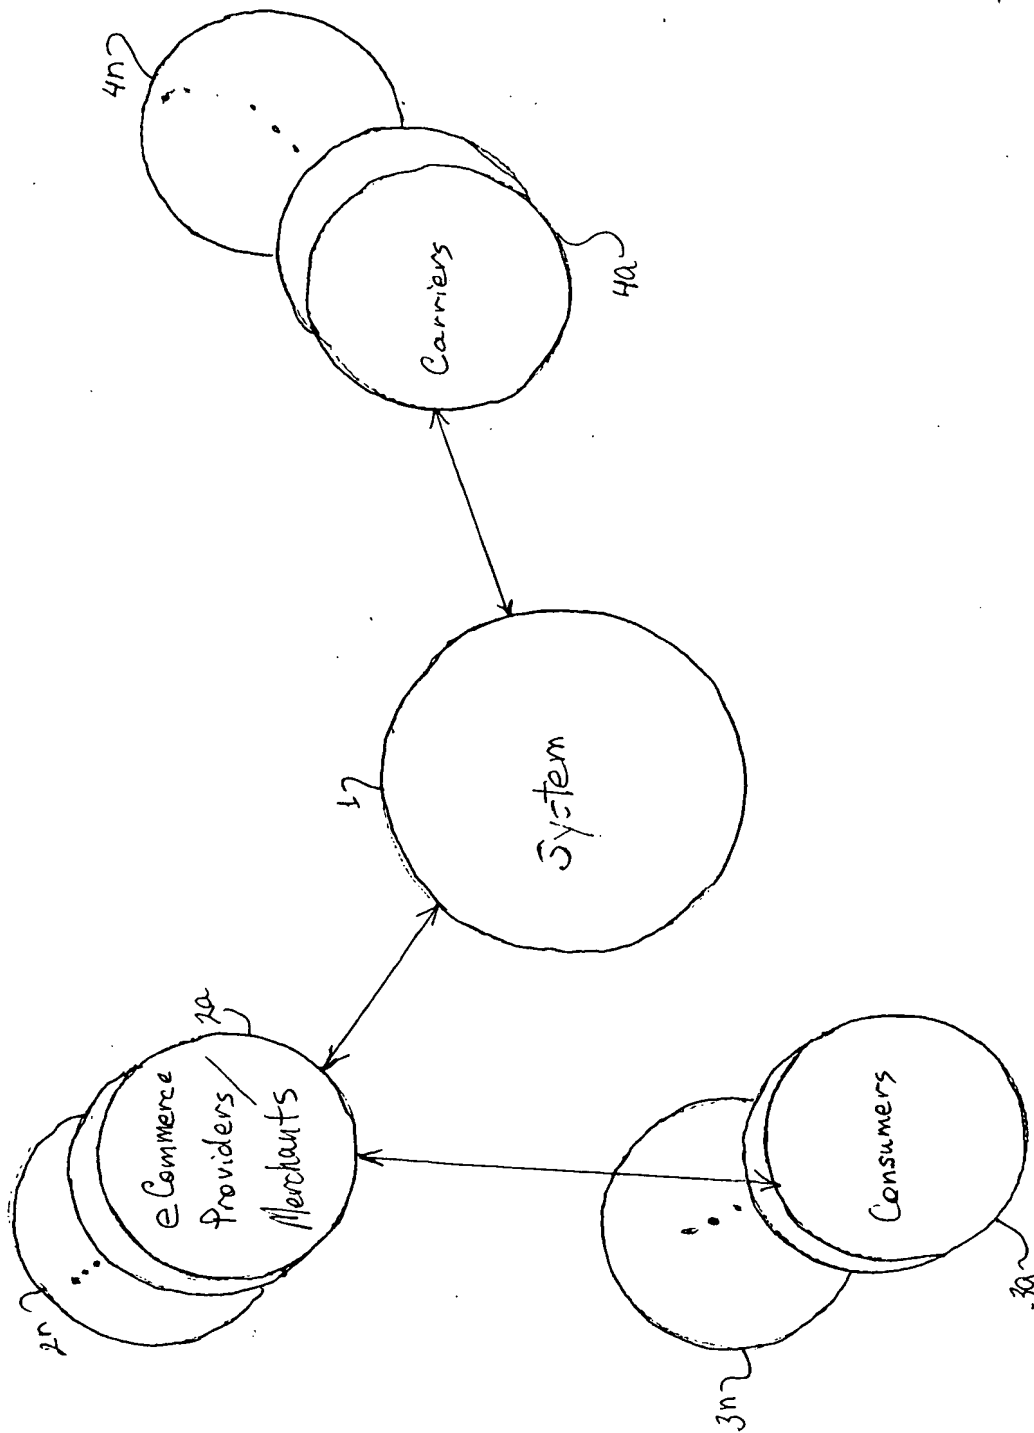 2n
2a
eCommerce
Providers/
Merchants
1
System
4n
Carriers
4a
3n
Consumers
3a